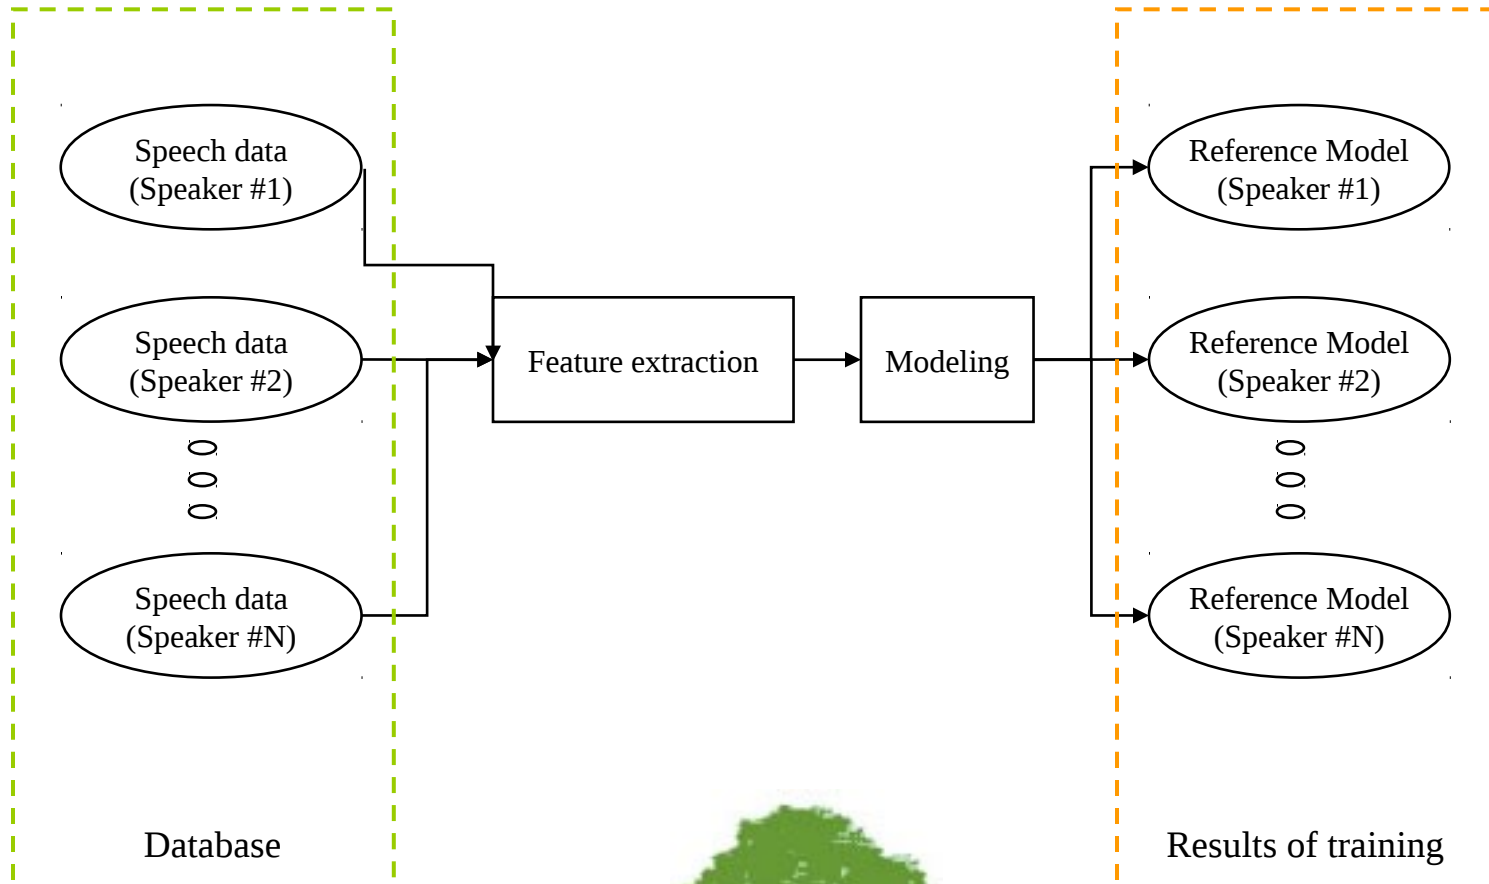 Speech data
(Speaker #1)
Speech data
(Speaker #2)
Speech data
(Speaker #N)
Database
Feature extraction
Modeling
Reference Model
(Speaker #1)
Reference Model
(Speaker #2)
Reference Model
(Speaker #N)
Results of training